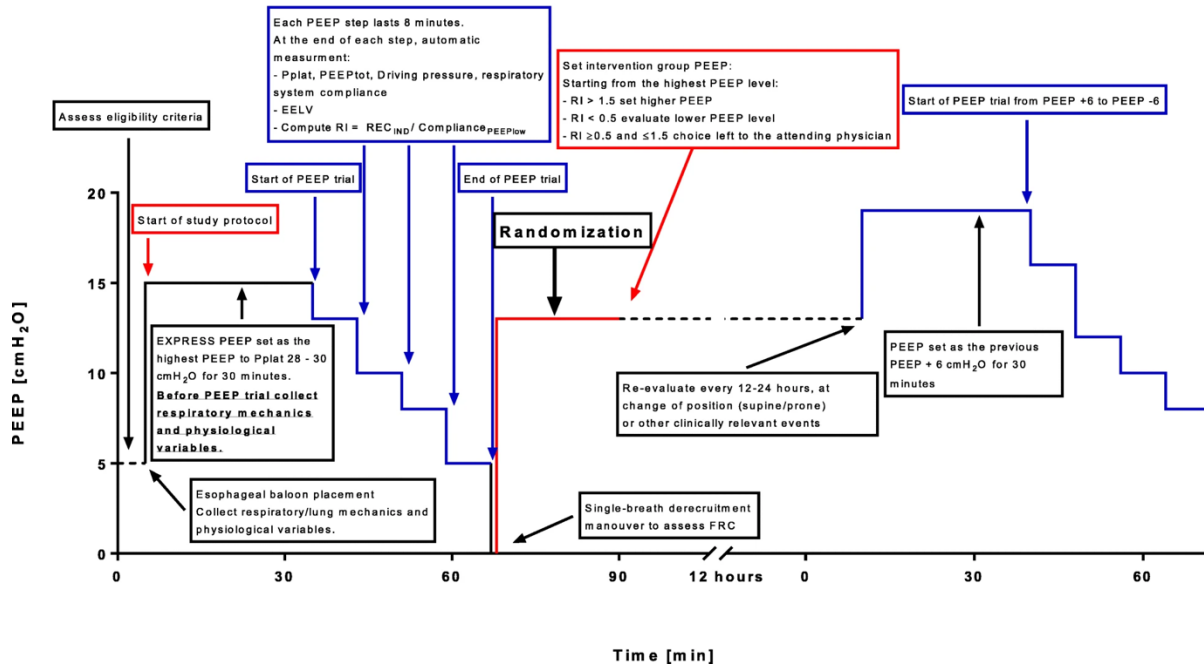 Each PEEP step lasts 8 minutes.
At the end of each step, automatic
measurment:
- Pplat, PEEPtot, Driving pressure, respiratory
system compliance
- EELV
- Compute RI = REC_IND/ Compliance_PEEPlow
Set intervention group PEEP:
Starting from the highest PEEP level:
- RI > 1.5 set higher PEEP
- RI < 0.5 evaluate lower PEEP level
- RI ≥0.5 and ≤1.5 choice left to the attending physician
Assess eligibility criteria
Start of PEEP trial from PEEP +6 to PEEP -6
Start of PEEP trial
End of PEEP trial
Start of study protocol
Randomization
EXPRESS PEEP set as the
highest PEEP to Pplat 28 - 30
cmH₂O for 30 minutes.
Before PEEP trial collect
respiratory mechanics
and physiological
variables.
PEEP set as the previous
PEEP + 6 cmH₂O for 30
minutes
Re-evaluate every 12-24 hours, at
change of position (supine/prone)
or other clinically relevant events
Esophageal baloon placement
Collect respiratory/lung mechanics and
physiological variables.
Single-breath derecruitment
manouver to assess FRC
PEEP [cmH₂O]
20
15
10
5
0
0
30
60
90
12 hours
0
30
60
Time [min]